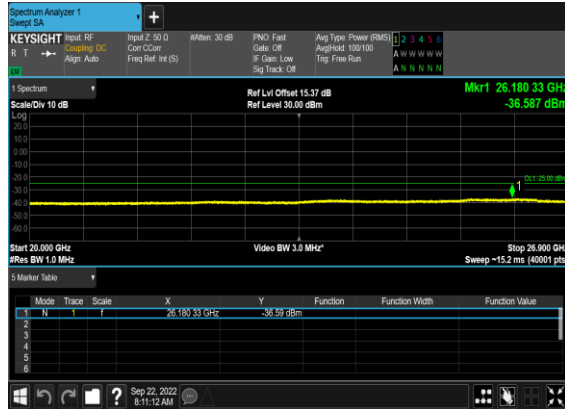 Spectrum Analyzer 1
Swept SA
+
KEYSIGHT Input: RF Input Z: 50 Ω #Atten: 30 dB PNO: Fast Avg Type: Power (RMS) 1 2 3 4 5 6
R T Coupling: DC Corr CCorr Gate: Off Avg|Hold: 100/100 A W W W W W
Align: Auto Freq Ref: Int (S) IF Gain: Low Trig: Free Run
Sig Track: Off A N N N N N
1 Spectrum Ref Lvl Offset 15.37 dB Mkr1 26.180 33 GHz
Scale/Div 10 dB Ref Level 30.00 dBm -36.587 dBm
Log
20.0
10.0
0.00
-10.0
-20.0
DL1 -25.00 dBm
-30.0
1
-40.0
-50.0
-60.0
Start 20.000 GHz Video BW 3.0 MHz* Stop 26.900 GHz
#Res BW 1.0 MHz Sweep ~15.2 ms (40001 pts)
5 Marker Table
Mode Trace Scale X Y Function Function Width Function Value
1 N 1 f 26.180 33 GHz -36.59 dBm
2
3
4
5
6
? Sep 22, 2022
8:11:12 AM